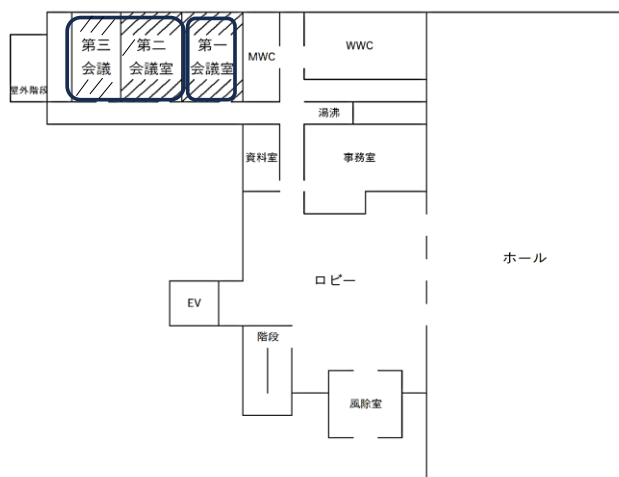 第三
会議
第二
会議室
第一
会議室
MWC
WWC
屋外階段
湯沸
資料室
事務室
ホール
ロビー
EV
階段
風除室